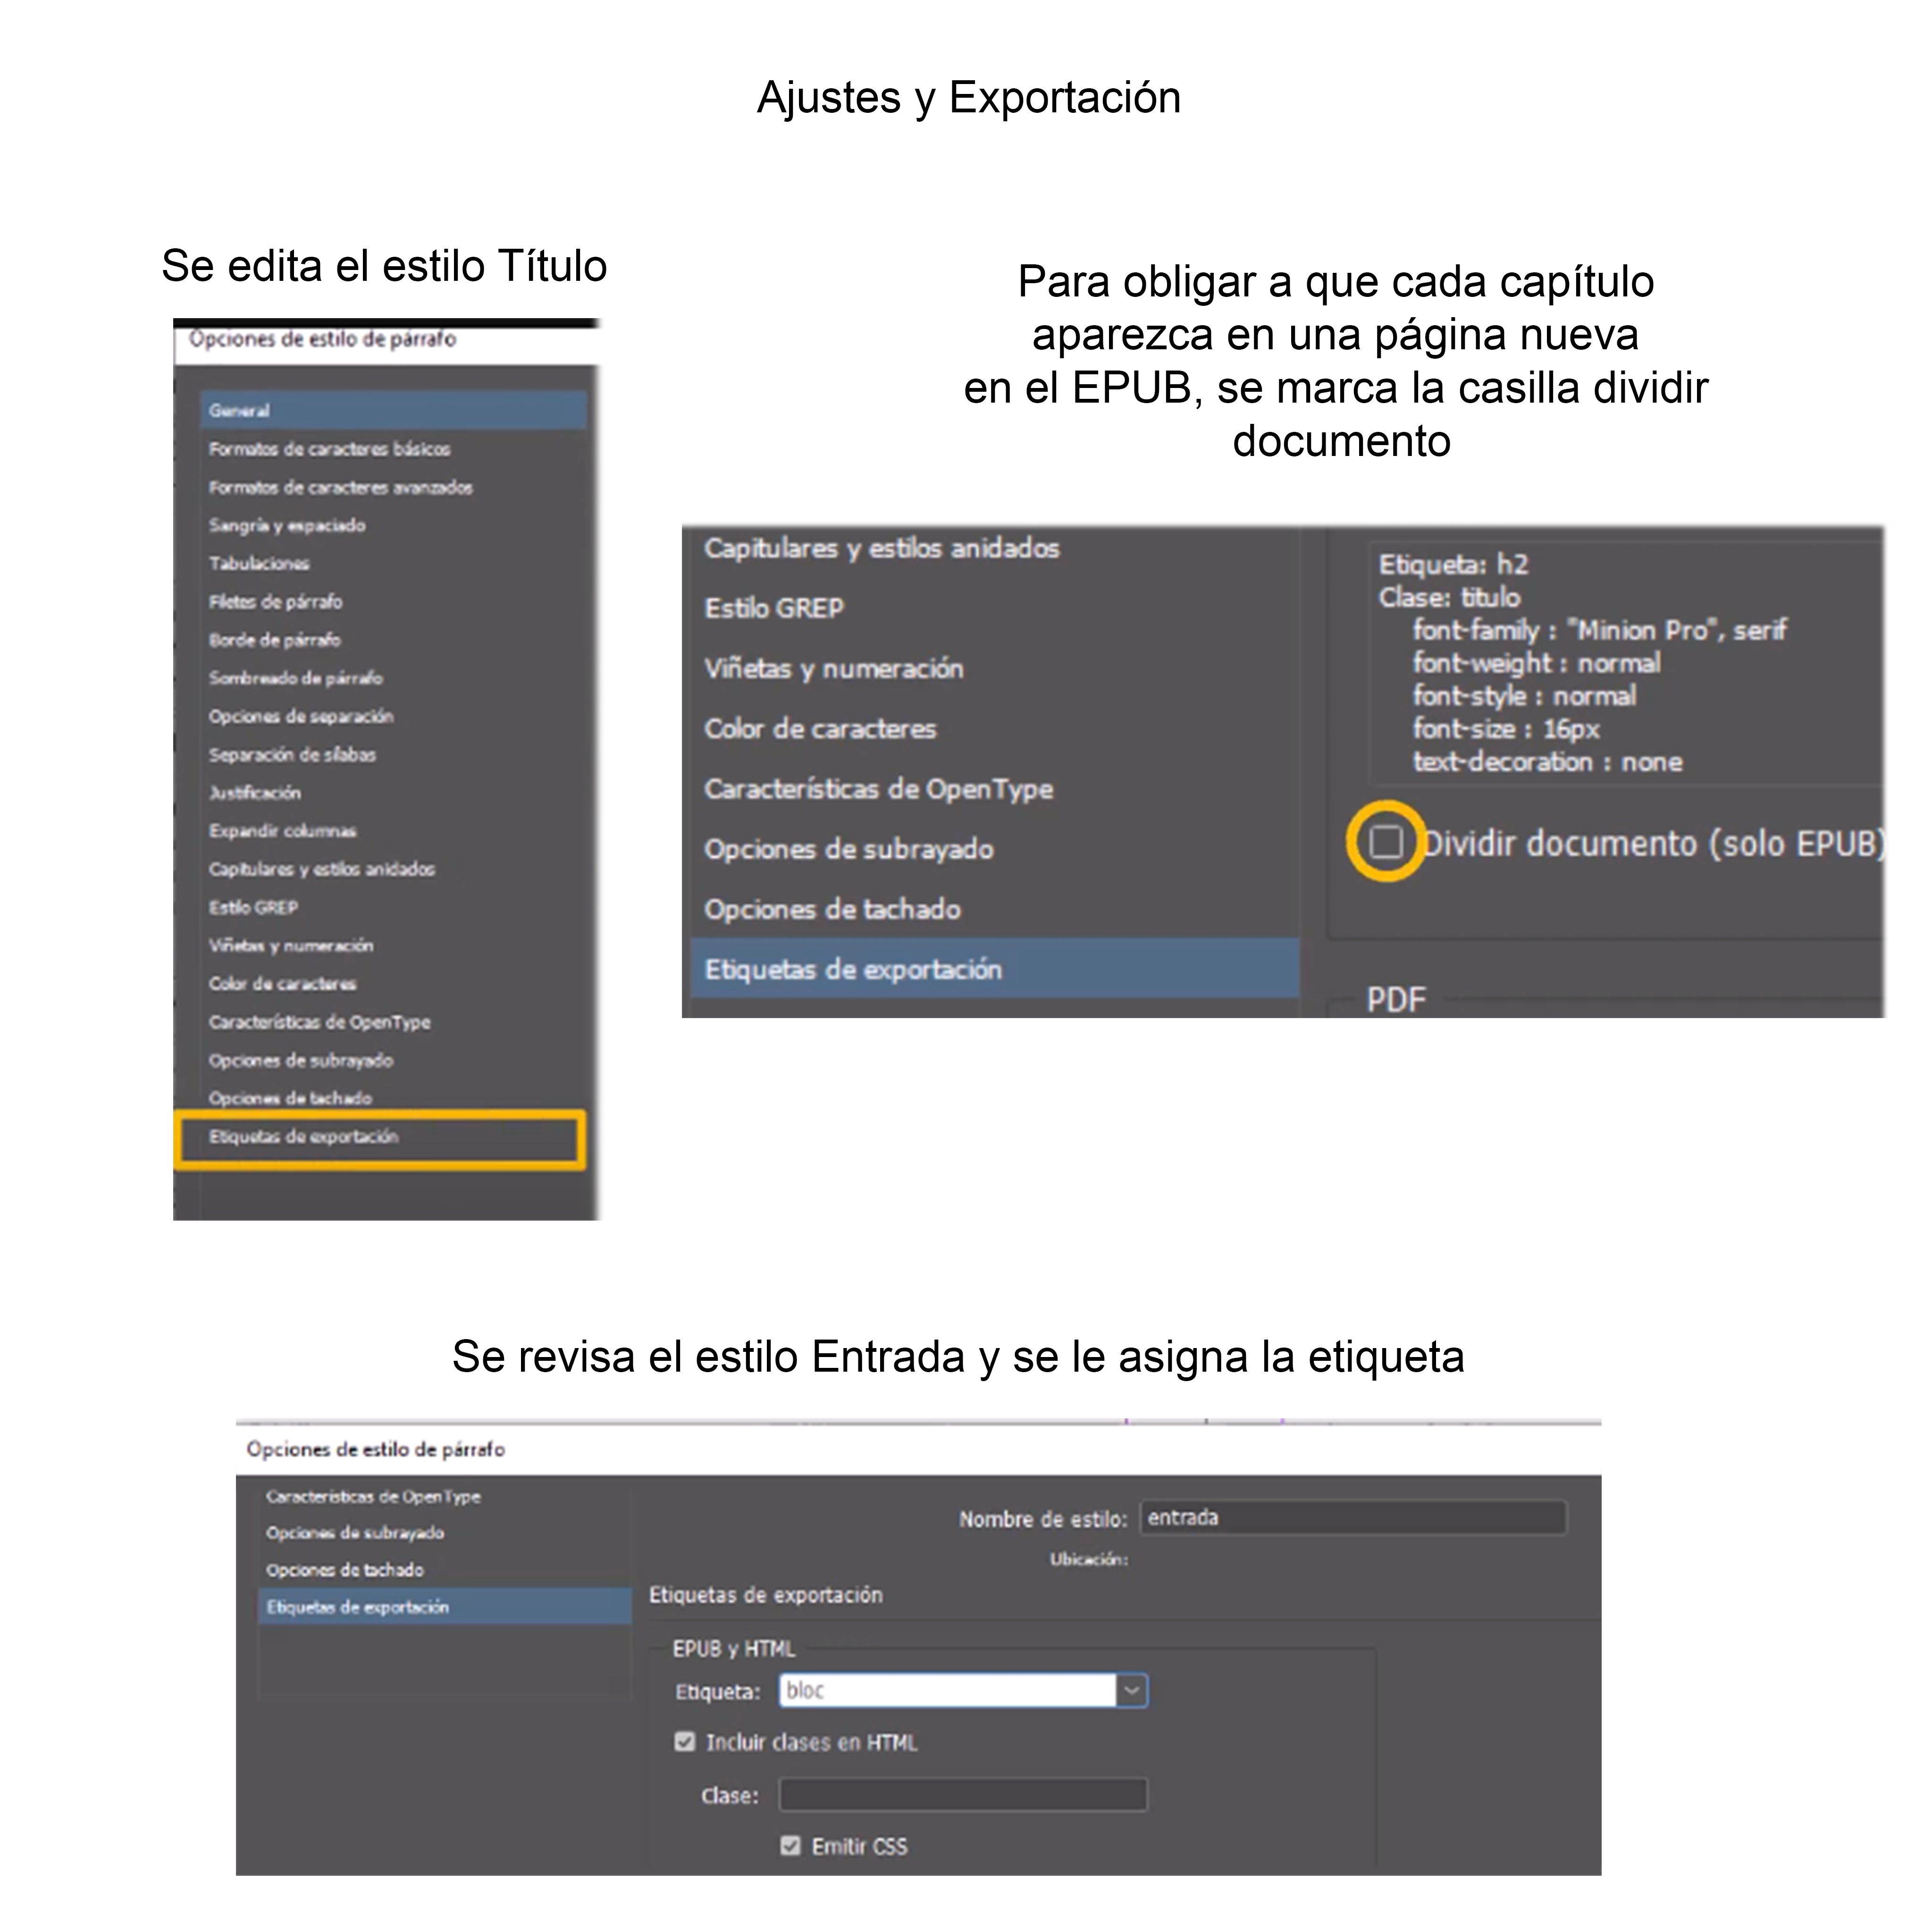 Ajustes y Exportación
Se edita el estilo Título
Opciones de estilo de párrafo
General
Formatos de caracteres básicos
Formatos de caracteres avanzados
Sangría y espaciado
Tabulaciones
Filetes de párrafo
Borde de párrafo
Sombreado de párrafo
Opciones de separación
Separación de sílabas
Justificación
Expandir columnas
Capitulares y estilos anidados
Estilo GREP
Viñetas y numeración
Color de caracteres
Características de OpenType
Opciones de subrayado
Opciones de tachado
Etiquetas de exportación
Para obligar a que cada capítulo
aparezca en una página nueva
en el EPUB, se marca la casilla dividir
documento
Capitulares y estilos anidados
Estilo GREP
Viñetas y numeración
Color de caracteres
Características de OpenType
Opciones de subrayado
Opciones de tachado
Etiquetas de exportación
Etiqueta: h2
Clase: titulo
font-family : "Minion Pro", serif
font-weight : normal
font-style : normal
font-size : 16px
text-decoration : none
Dividir documento (solo EPUB)
PDF
Se revisa el estilo Entrada y se le asigna la etiqueta
Opciones de estilo de párrafo
Características de OpenType
Opciones de subrayado
Opciones de tachado
Etiquetas de exportación
Nombre de estilo: entrada
Ubicación:
Etiquetas de exportación
EPUB y HTML
Etiqueta: bloc
Incluir clases en HTML
Clase:
Emitir CSS